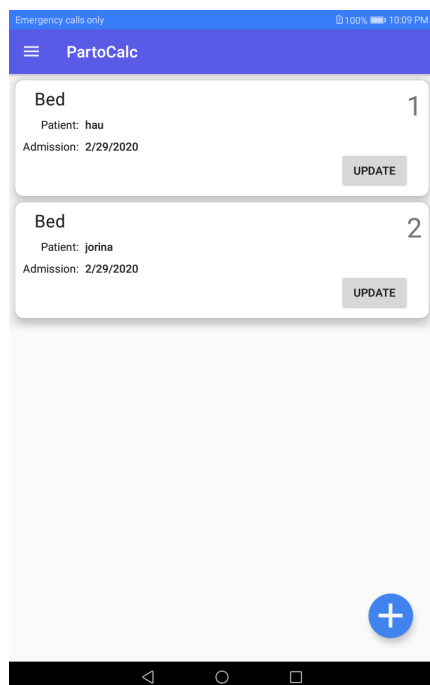 Emergency calls only 100% 10:09 PM
PartoCalc
Bed 1
Patient: hau
Admission: 2/29/2020
UPDATE
Bed 2
Patient: jorina
Admission: 2/29/2020
UPDATE